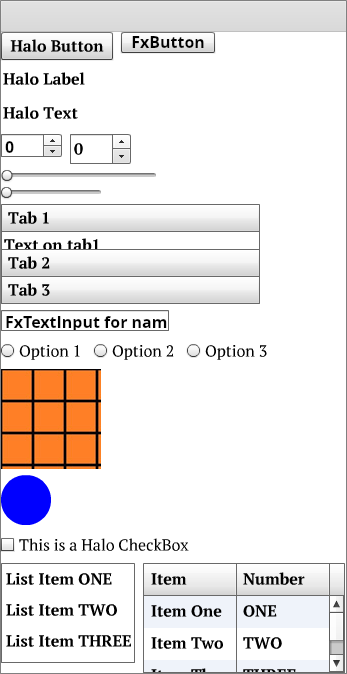 Halo Button FxButton
Halo Label
Halo Text
0 0
Tab 1
Text on tab1
Tab 2
Tab 3
FxTextInput for nam
Option 1 Option 2 Option 3
This is a Halo CheckBox
List Item ONE
List Item TWO
List Item THREE
Item Number
Item One ONE
Item Two TWO
THREE